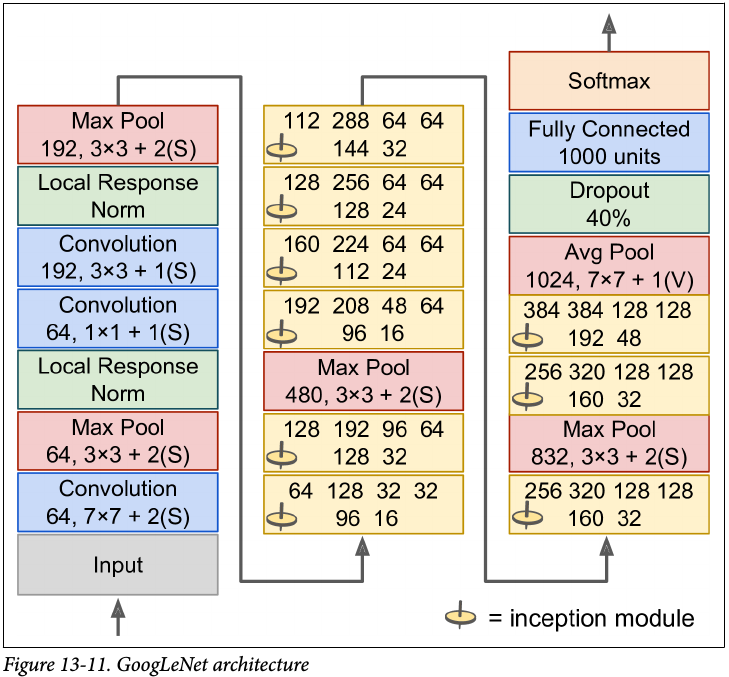 Max Pool
192, 3×3 + 2(S)
Local Response
Norm
Convolution
192, 3×3 + 1(S)
Convolution
64, 1×1 + 1(S)
Local Response
Norm
Max Pool
64, 3×3 + 2(S)
Convolution
64, 7×7 + 2(S)
Input
112 288 64 64
144 32
128 256 64 64
128 24
160 224 64 64
112 24
192 208 48 64
96 16
Max Pool
480, 3×3 + 2(S)
128 192 96 64
128 32
64 128 32 32
96 16
Softmax
Fully Connected
1000 units
Dropout
40%
Avg Pool
1024, 7×7 + 1(V)
384 384 128 128
192 48
256 320 128 128
160 32
Max Pool
832, 3×3 + 2(S)
256 320 128 128
160 32
= inception module
Figure 13-11. GoogLeNet architecture